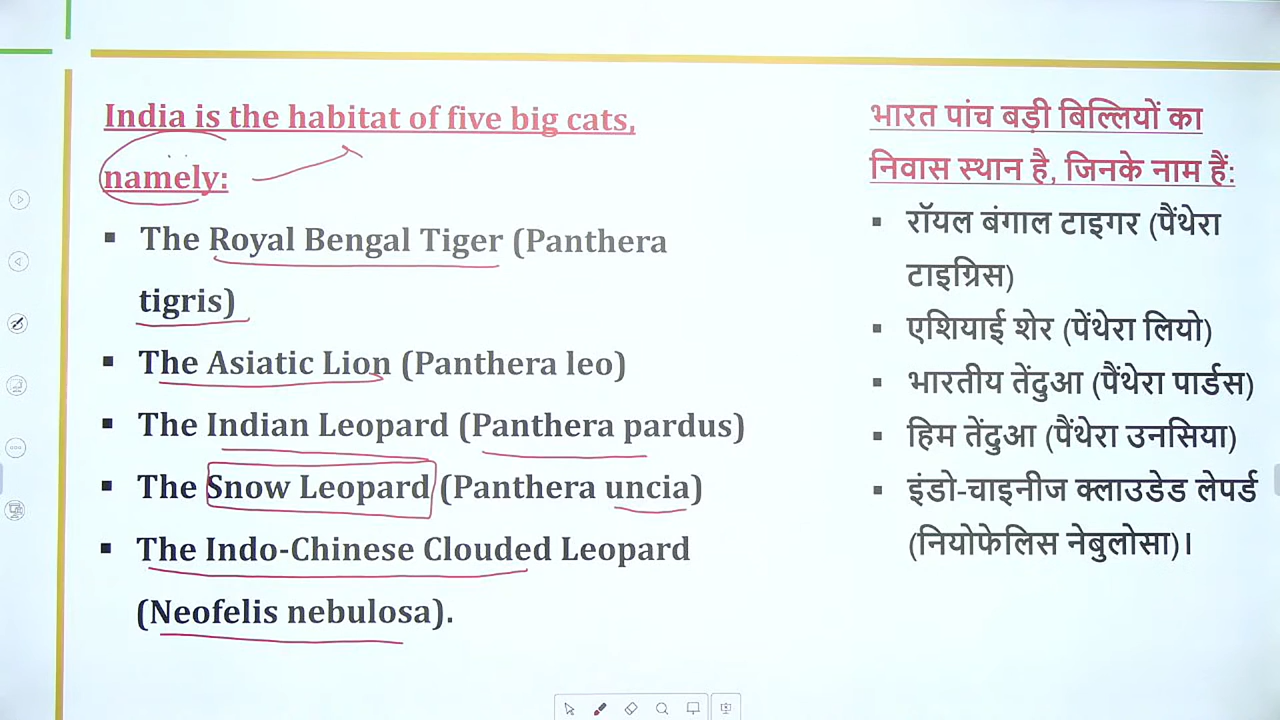 India is the habitat of five big cats,
namely:
▪ The Royal Bengal Tiger (Panthera
tigris)
▪ The Asiatic Lion (Panthera leo)
▪ The Indian Leopard (Panthera pardus)
▪ The Snow Leopard (Panthera uncia)
▪ The Indo-Chinese Clouded Leopard
(Neofelis nebulosa).
भारत पांच बड़ी बिल्लियों का
निवास स्थान है, जिनके नाम हैं:
▪ रॉयल बंगाल टाइगर (पैंथेरा
टाइग्रिस)
▪ एशियाई शेर (पेंथेरा लियो)
▪ भारतीय तेंदुआ (पैंथेरा पार्डस)
▪ हिम तेंदुआ (पैंथेरा उनसिया)
▪ इंडो-चाइनीज क्लाउडेड लेपर्ड
(नियोफेलिस नेबुलोसा)।